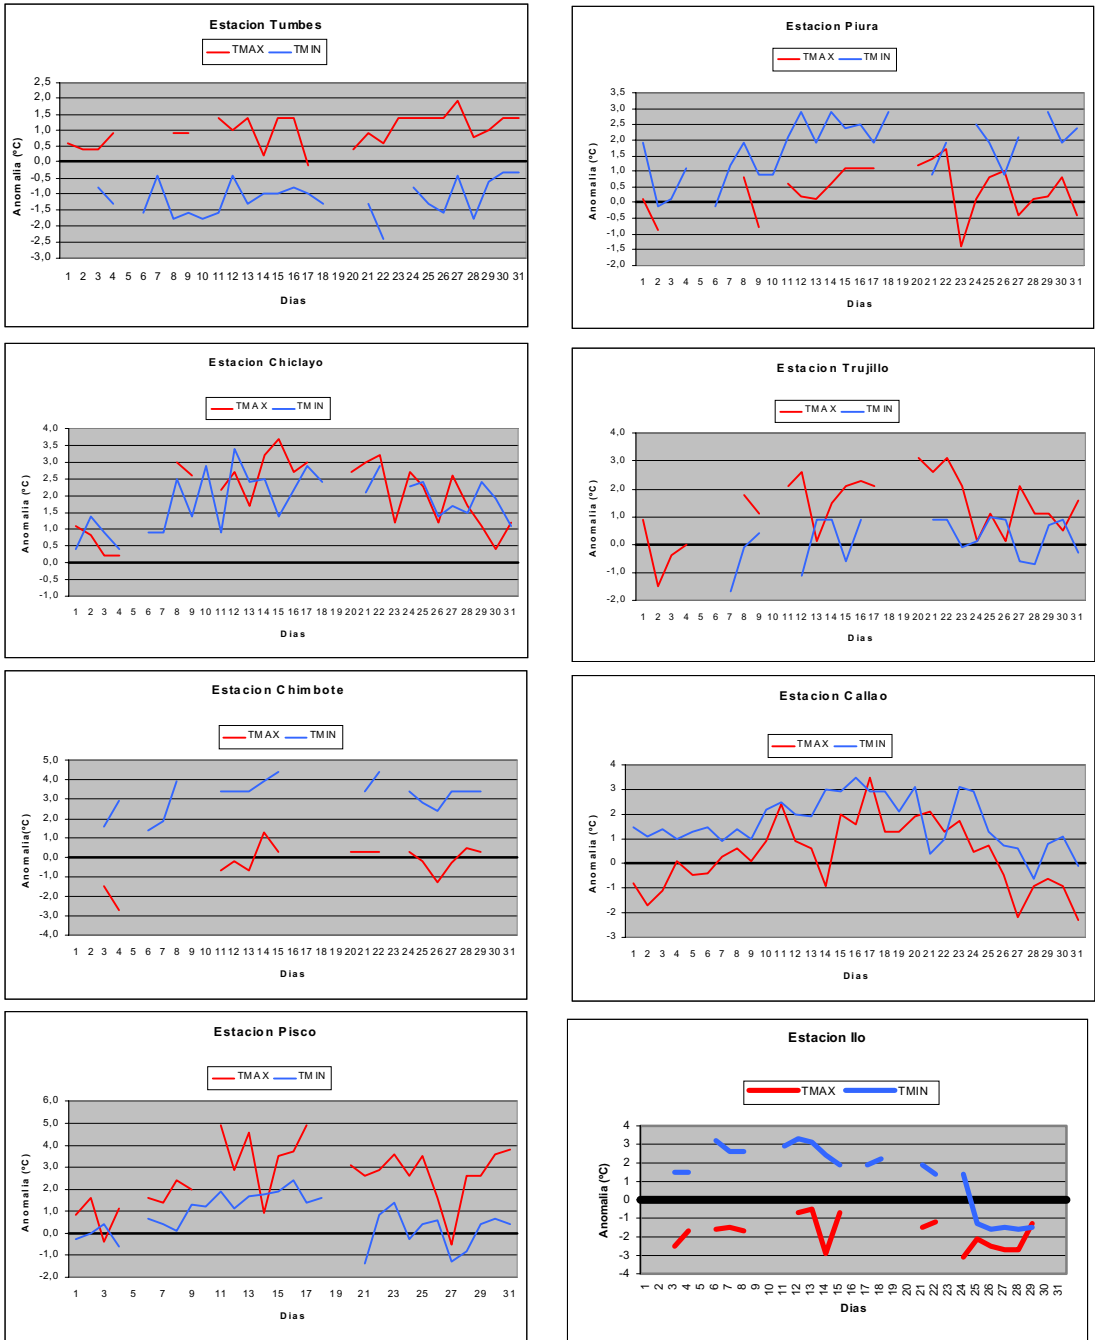 Estacion Tumbes
TMAX TMIN
Anomalia (ºC)
2,5
2,0
1,5
1,0
0,5
0,0
-0,5
-1,0
-1,5
-2,0
-2,5
-3,0
1 2 3 4 5 6 7 8 9 10 11 12 13 14 15 16 17 18 19 20 21 22 23 24 25 26 27 28 29 30 31
Dias
Estacion Piura
TMAX TMIN
Anomalia (ºC)
3,5
3,0
2,5
2,0
1,5
1,0
0,5
0,0
-0,5
-1,0
-1,5
-2,0
1 2 3 4 5 6 7 8 9 10 11 12 13 14 15 16 17 18 19 20 21 22 23 24 25 26 27 28 29 30 31
Dias
Estacion Chiclayo
TMAX TMIN
Anomalia (ºC)
4,0
3,5
3,0
2,5
2,0
1,5
1,0
0,5
0,0
-0,5
-1,0
1 2 3 4 5 6 7 8 9 10 11 12 13 14 15 16 17 18 19 20 21 22 23 24 25 26 27 28 29 30 31
Dias
Estacion Trujillo
TMAX TMIN
Anomalia (ºC)
4,0
3,0
2,0
1,0
0,0
-1,0
-2,0
1 2 3 4 5 6 7 8 9 10 11 12 13 14 15 16 17 18 19 20 21 22 23 24 25 26 27 28 29 30 31
Dias
Estacion Chimbote
TMAX TMIN
Anomalia(ºC)
5,0
4,0
3,0
2,0
1,0
0,0
-1,0
-2,0
-3,0
-4,0
1 2 3 4 5 6 7 8 9 10 11 12 13 14 15 16 17 18 19 20 21 22 23 24 25 26 27 28 29 30 31
Dias
Estacion Callao
TMAX TMIN
Anomalia (ºC)
4
3
2
1
0
-1
-2
-3
1 2 3 4 5 6 7 8 9 10 11 12 13 14 15 16 17 18 19 20 21 22 23 24 25 26 27 28 29 30 31
Dias
Estacion Pisco
TMAX TMIN
Anomalia (ºC)
6,0
5,0
4,0
3,0
2,0
1,0
0,0
-1,0
-2,0
1 3 5 7 9 11 13 15 17 19 21 23 25 27 29 31
Dias
Estacion Ilo
TMAX TMIN
Anomalia (ºC)
4
3
2
1
0
-1
-2
-3
-4
1 2 3 4 5 6 7 8 9 10 11 12 13 14 15 16 17 18 19 20 21 22 23 24 25 26 27 28 29 30 31
Dias